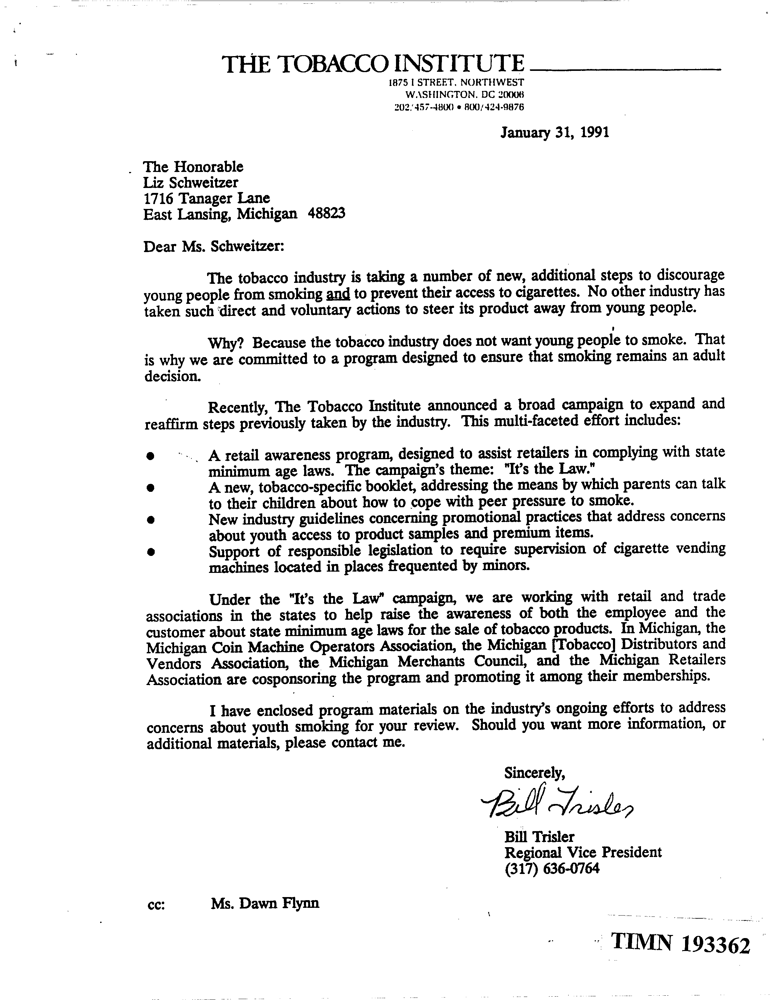 THE TOBACCO INSTITUTE
1875 I STREET, NORTHWEST
WASHINGTON, DC 20006
202/457-4800 • 800/424-9876
January 31, 1991
The Honorable
Liz Schweitzer
1716 Tanager Lane
East Lansing, Michigan 48823
Dear Ms. Schweitzer:
The tobacco industry is taking a number of new, additional steps to discourage
young people from smoking and to prevent their access to cigarettes. No other industry has
taken such direct and voluntary actions to steer its product away from young people.
Why? Because the tobacco industry does not want young people to smoke. That
is why we are committed to a program designed to ensure that smoking remains an adult
decision.
Recently, The Tobacco Institute announced a broad campaign to expand and
reaffirm steps previously taken by the industry. This multi-faceted effort includes:
• A retail awareness program, designed to assist retailers in complying with state
minimum age laws. The campaign's theme: "It's the Law."
• A new, tobacco-specific booklet, addressing the means by which parents can talk
to their children about how to cope with peer pressure to smoke.
• New industry guidelines concerning promotional practices that address concerns
about youth access to product samples and premium items.
• Support of responsible legislation to require supervision of cigarette vending
machines located in places frequented by minors.
Under the "It's the Law" campaign, we are working with retail and trade
associations in the states to help raise the awareness of both the employee and the
customer about state minimum age laws for the sale of tobacco products. In Michigan, the
Michigan Coin Machine Operators Association, the Michigan [Tobacco] Distributors and
Vendors Association, the Michigan Merchants Council, and the Michigan Retailers
Association are cosponsoring the program and promoting it among their memberships.
I have enclosed program materials on the industry's ongoing efforts to address
concerns about youth smoking for your review. Should you want more information, or
additional materials, please contact me.
Sincerely,
Bill Trisler
Bill Trisler
Regional Vice President
(317) 636-0764
cc: Ms. Dawn Flynn
TIMN 193362